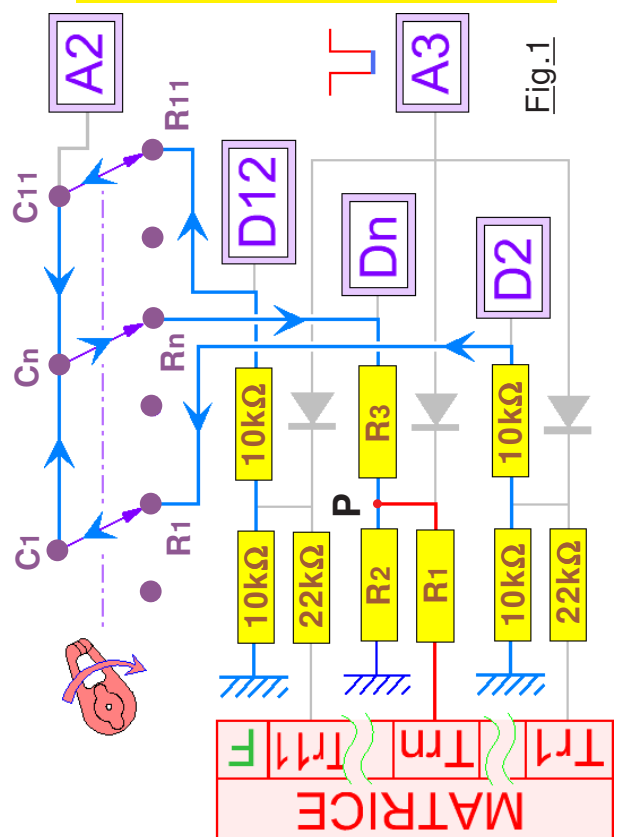 A2
C11
R11
Cn
Rn
C1
R1
D12
Dn
D2
A3
Fig.1
10kΩ
10kΩ
22kΩ
R3
P
R2
R1
10kΩ
10kΩ
22kΩ
F
Tr11
Trn
Tr1
MATRICE